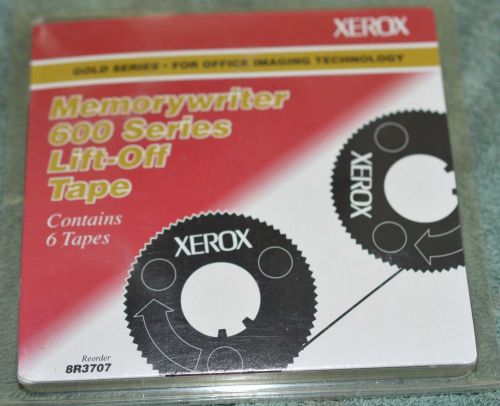 XEROX
GOLD SERIES • FOR OFFICE IMAGING TECHNOLOGY
Memorywriter
600 Series
Lift-Off
Tape
Contains
6 Tapes
XEROX
XEROX
Reorder
8R3707